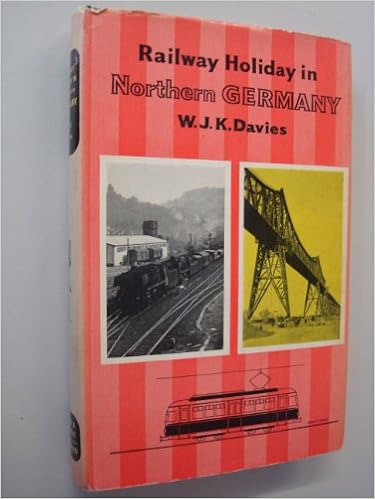 Railway Holiday in
Northern GERMANY
W.J.K.Davies